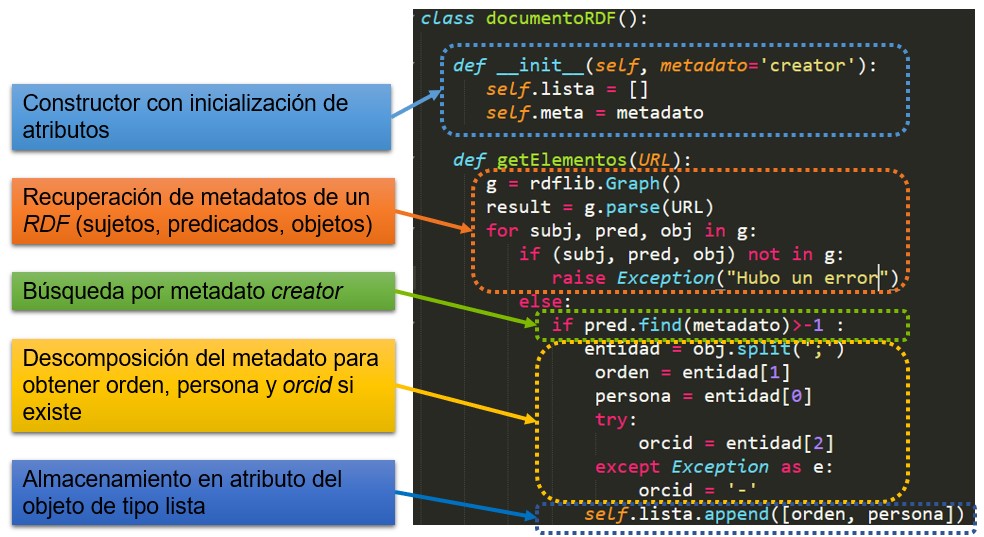 class documentoRDF():
def __init__(self, metadato='creator'):
self.lista = []
self.meta = metadato
def getElementos(URL):
g = rdflib.Graph()
result = g.parse(URL)
for subj, pred, obj in g:
if (subj, pred, obj) not in g:
raise Exception("Hubo un error")
else:
if pred.find(metadato)>-1 :
entidad = obj.split(';')
orden = entidad[1]
persona = entidad[0]
try:
orcid = entidad[2]
except Exception as e:
orcid = '-'
self.lista.append([orden, persona])
Constructor con inicialización de
atributos
Recuperación de metadatos de un
RDF (sujetos, predicados, objetos)
Búsqueda por metadato creator
Descomposición del metadato para
obtener orden, persona y orcid si
existe
Almacenamiento en atributo del
objeto de tipo lista